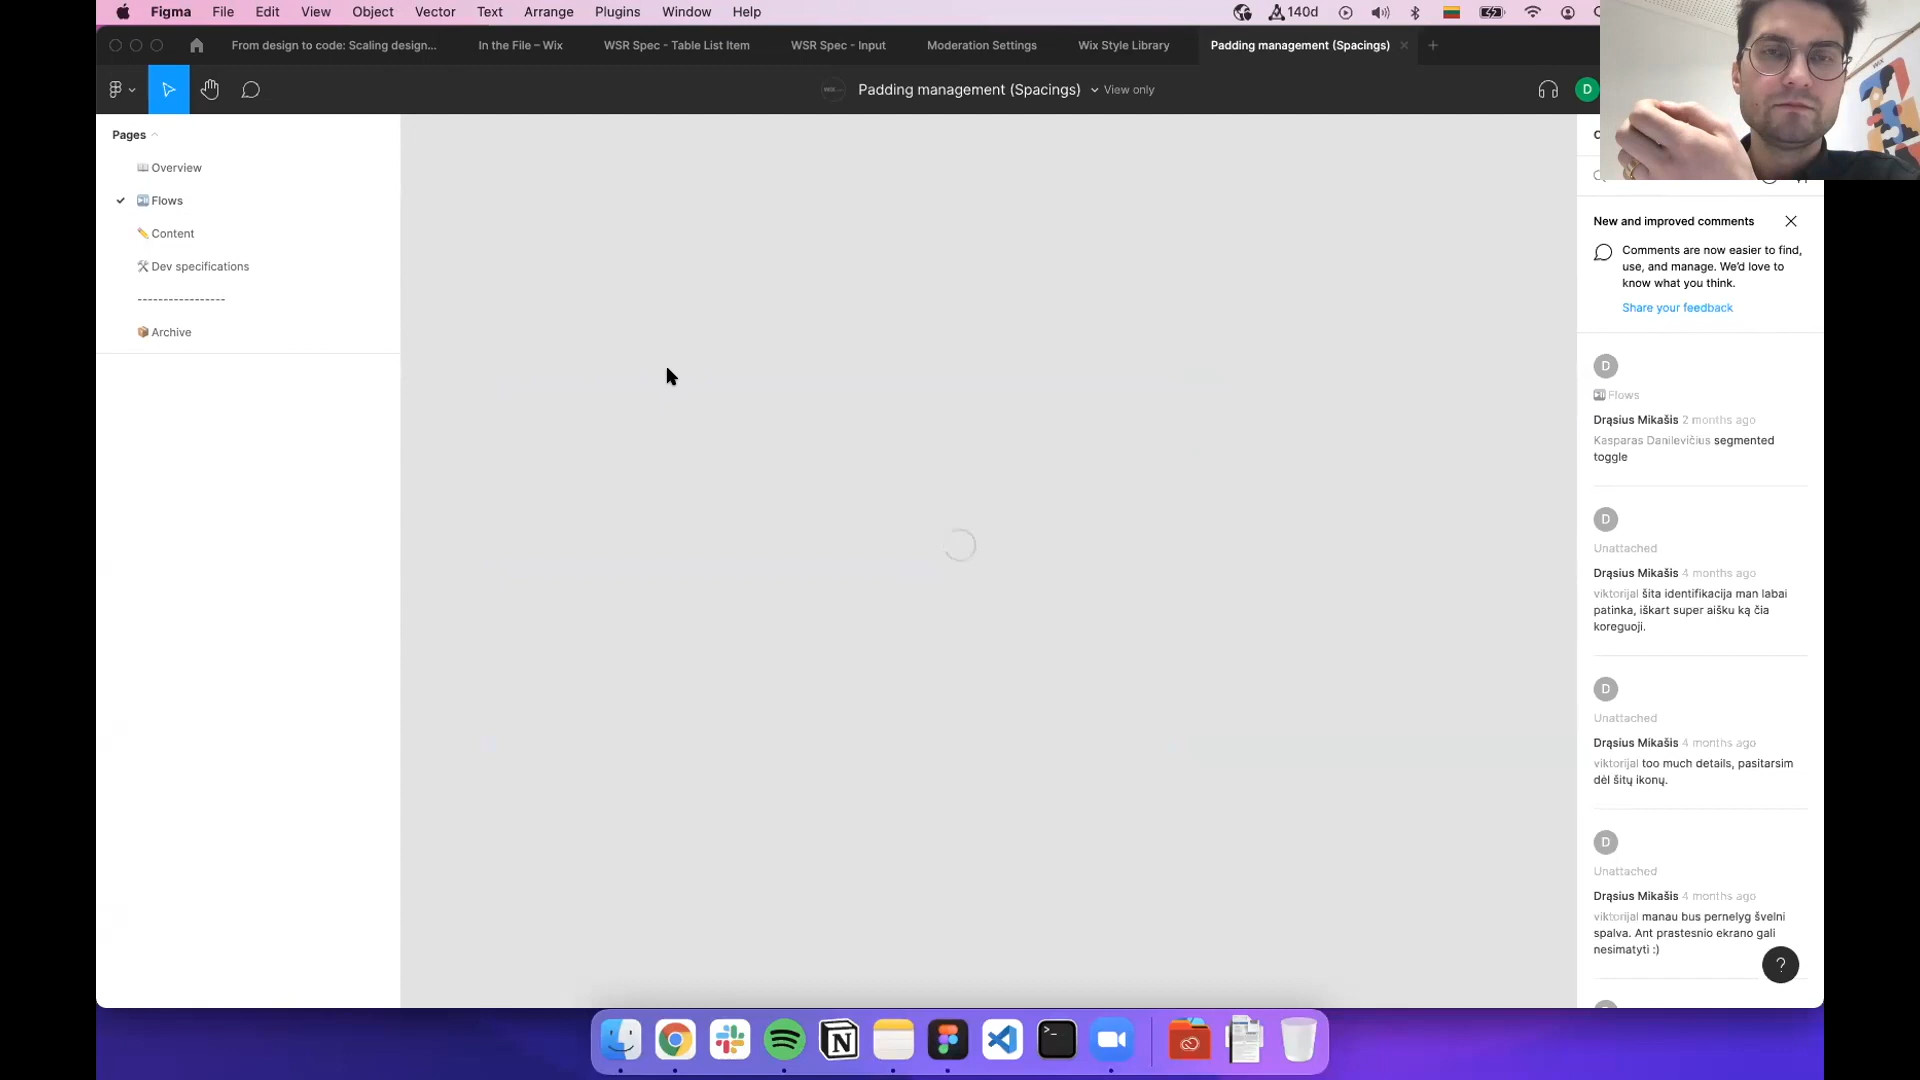 Figma File Edit View Object Vector Text Arrange Plugins Window Help
140d
From design to code: Scaling design...
In the File – Wix
WSR Spec - Table List Item
WSR Spec - Input
Moderation Settings
Wix Style Library
Padding management (Spacings)
Padding management (Spacings)
View only
D
Pages
Overview
Flows
Content
Dev specifications
-----------------
Archive
New and improved comments
Comments are now easier to find,
use, and manage. We'd love to
know what you think.
Share your feedback
D
Flows
Drąsius Mikašis 2 months ago
Kasparas Danilevičius segmented
toggle
D
Unattached
Drąsius Mikašis 4 months ago
viktorijal šita identifikacija man labai
patinka, iškart super aišku ką čia
koreguoji.
D
Unattached
Drąsius Mikašis 4 months ago
viktorijal too much details, pasitarsim
dėl šitų ikonų.
D
Unattached
Drąsius Mikašis 4 months ago
viktorijal manau bus pernelyg švelni
spalva. Ant prastesnio ekrano gali
nesimatyti :)
?